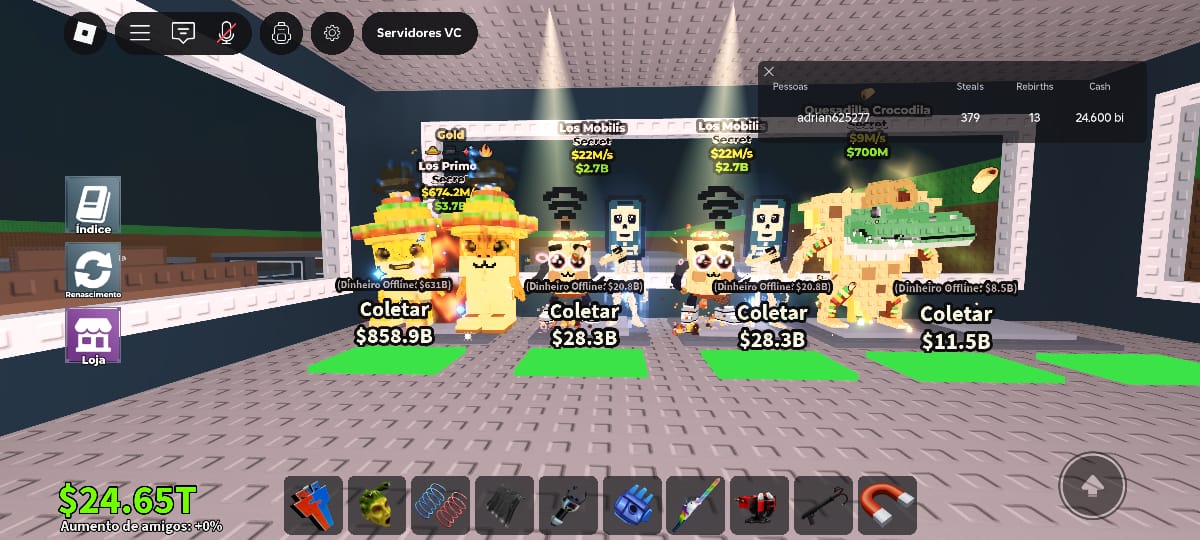 Servidores VC
Pessoas Steals Rebirths Cash
adrian625277 379 13 24.600 bi
Quesadilla Crocodila
Secret
$9M/s
$700M
Gold
Los Primo
Secret
$674.2M/
$3.7B
Los Mobilis
Secret
$22M/s
$2.7B
Los Mobili
Secret
$22M/s
$2.7B
Índice
Renascimento
Loja
(Dinheiro Offline: $631B)
Coletar
$858.9B
(Dinheiro Offline: $20.8B)
Coletar
$28.3B
(Dinheiro Offline: $20.8B)
Coletar
$28.3B
(Dinheiro Offline: $8.5B)
Coletar
$11.5B
$24.65T
Aumento de amigos: +0%